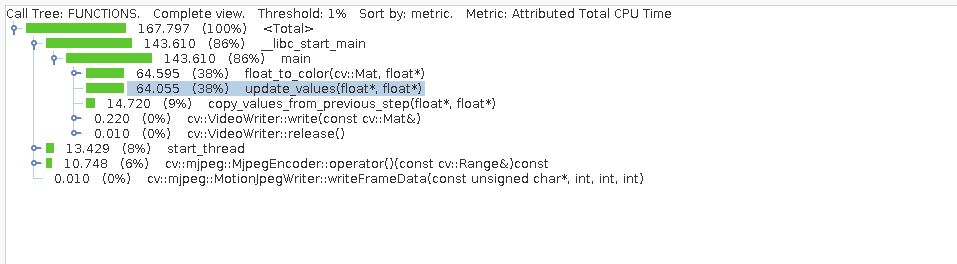 Call Tree: FUNCTIONS. Complete view. Threshold: 1% Sort by: metric. Metric: Attributed Total CPU Time
167.797 (100%) <Total>
143.610 (86%) __libc_start_main
143.610 (86%) main
64.595 (38%) float_to_color(cv::Mat, float*)
64.055 (38%) update_values(float*, float*)
14.720 (9%) copy_values_from_previous_step(float*, float*)
0.220 (0%) cv::VideoWriter::write(const cv::Mat&)
0.010 (0%) cv::VideoWriter::release()
13.429 (8%) start_thread
10.748 (6%) cv::mjpeg::MjpegEncoder::operator()(const cv::Range&)const
0.010 (0%) cv::mjpeg::MotionJpegWriter::writeFrameData(const unsigned char*, int, int, int)